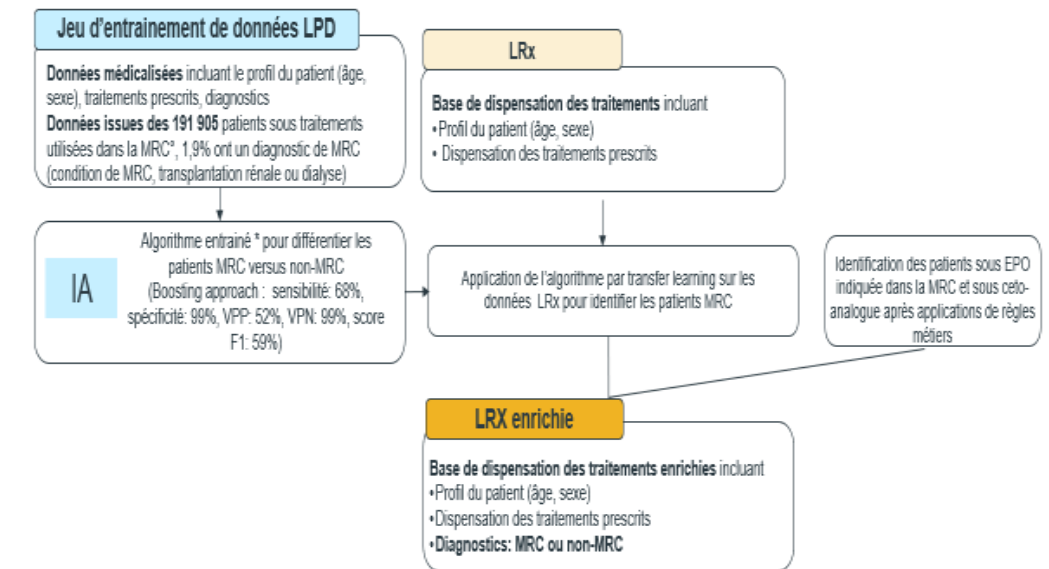 Jeu d'entrainement de données LPD
Données médicalisées incluant le profil du patient (âge,
sexe), traitements prescrits, diagnostics
Données issues des 191 905 patients sous traitements
utilisées dans la MRC°, 1,9% ont un diagnostic de MRC
(condition de MRC, transplantation rénale ou dialyse)
LRx
Base de dispensation des traitements incluant
•Profil du patient (âge, sexe)
• Dispensation des traitements prescrits
IA
Algorithme entrainé * pour différentier les
patients MRC versus non-MRC
(Boosting approach : sensibilité: 68%,
spécificité: 99%, VPP: 52%, VPN: 99%, score
F1: 59%)
Application de l'algorithme par transfer learning sur les
données LRx pour identifier les patients MRC
Identification des patients sous EPO
indiquée dans la MRC et sous ceto-
analogue après applications de règles
métiers
LRX enrichie
Base de dispensation des traitements enrichies incluant
•Profil du patient (âge, sexe)
•Dispensation des traitements prescrits
•Diagnostics: MRC ou non-MRC